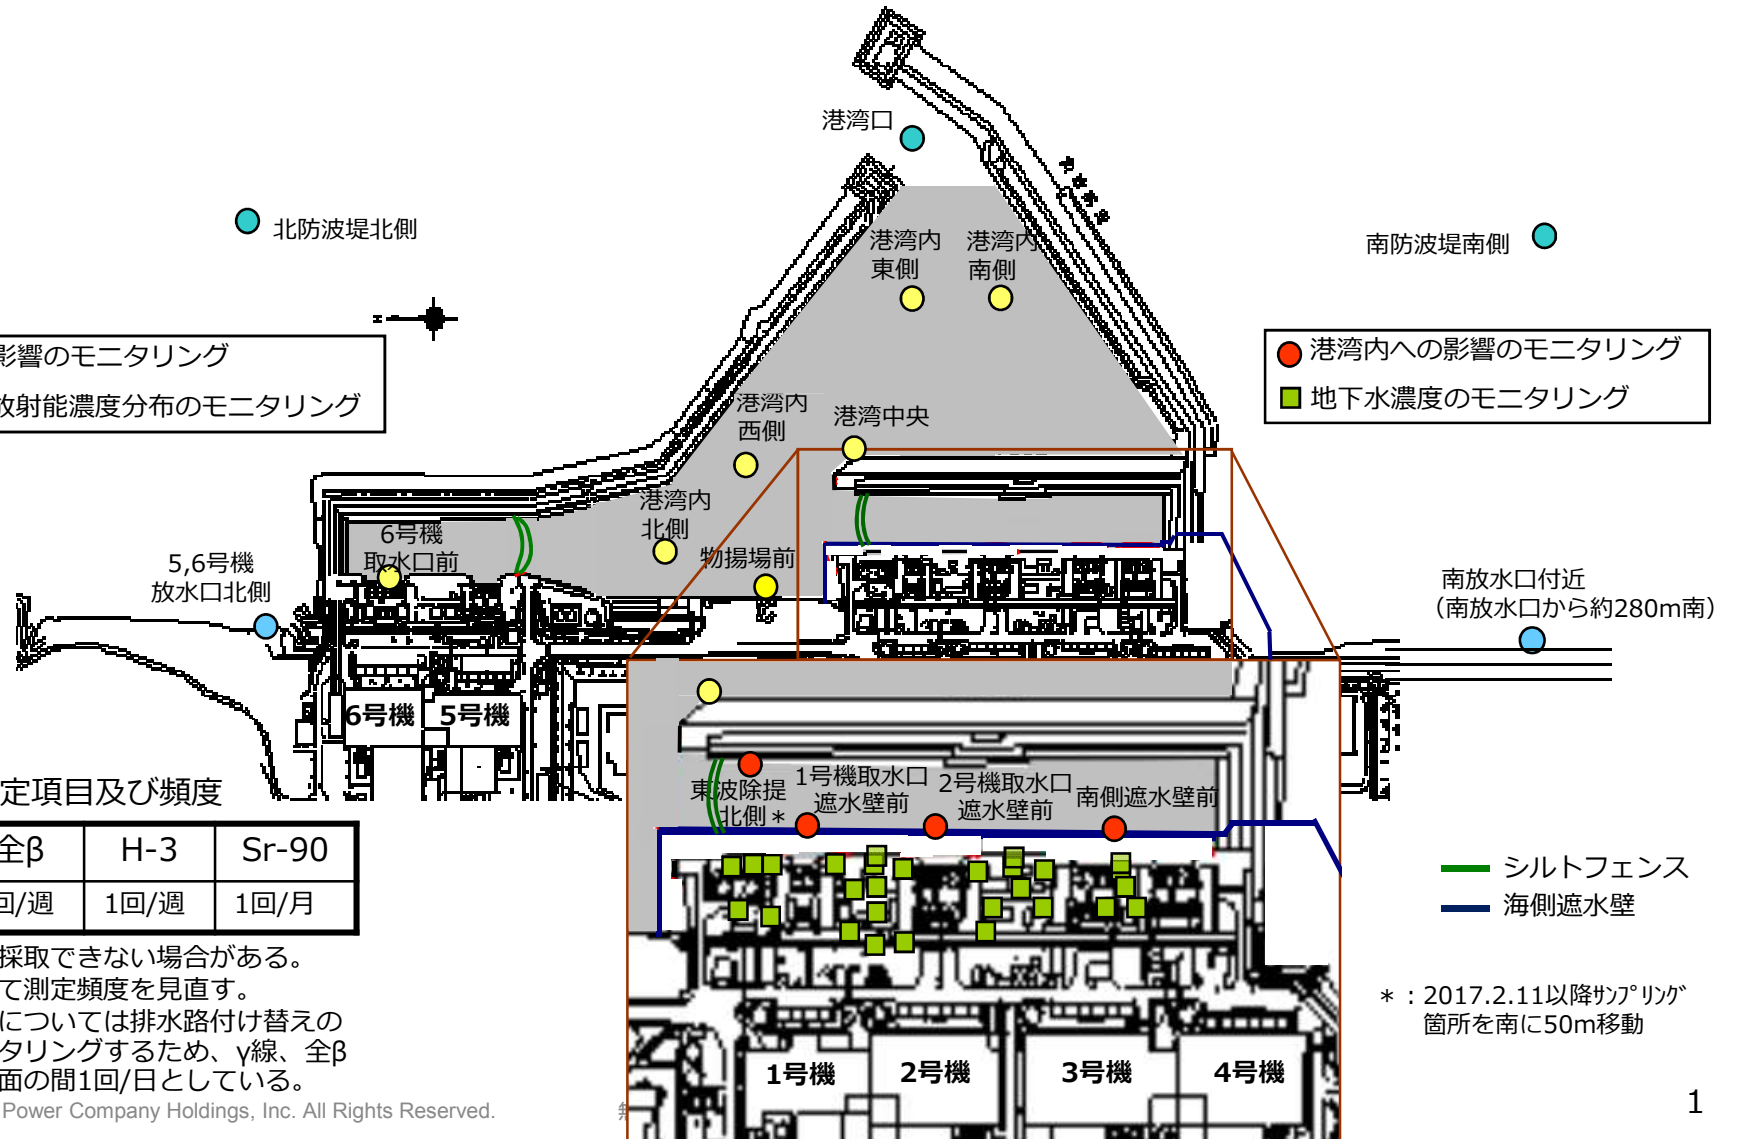 港湾口
北防波堤北側
南防波堤南側
港湾内
東側
港湾内
南側
影響のモニタリング
放射能濃度分布のモニタリング
港湾内への影響のモニタリング
地下水濃度のモニタリング
港湾内
西側
港湾中央
港湾内
北側
6号機
取水口前
物揚場前
5,6号機
放水口北側
南放水口付近
（南放水口から約280m南）
6号機
5号機
東波除提
北側＊
1号機取水口
遮水壁前
2号機取水口
遮水壁前
南側遮水壁前
定項目及び頻度
全β H-3 Sr-90
回/週 1回/週 1回/月
シルトフェンス
海側遮水壁
採取できない場合がある。
て測定頻度を見直す。
については排水路付け替えの
タリングするため、γ線、全β
面の間1回/日としている。
＊：2017.2.11以降ｻﾝﾌﾟﾘﾝｸﾞ
箇所を南に50m移動
1号機
2号機
3号機
4号機
Power Company Holdings, Inc. All Rights Reserved.
1